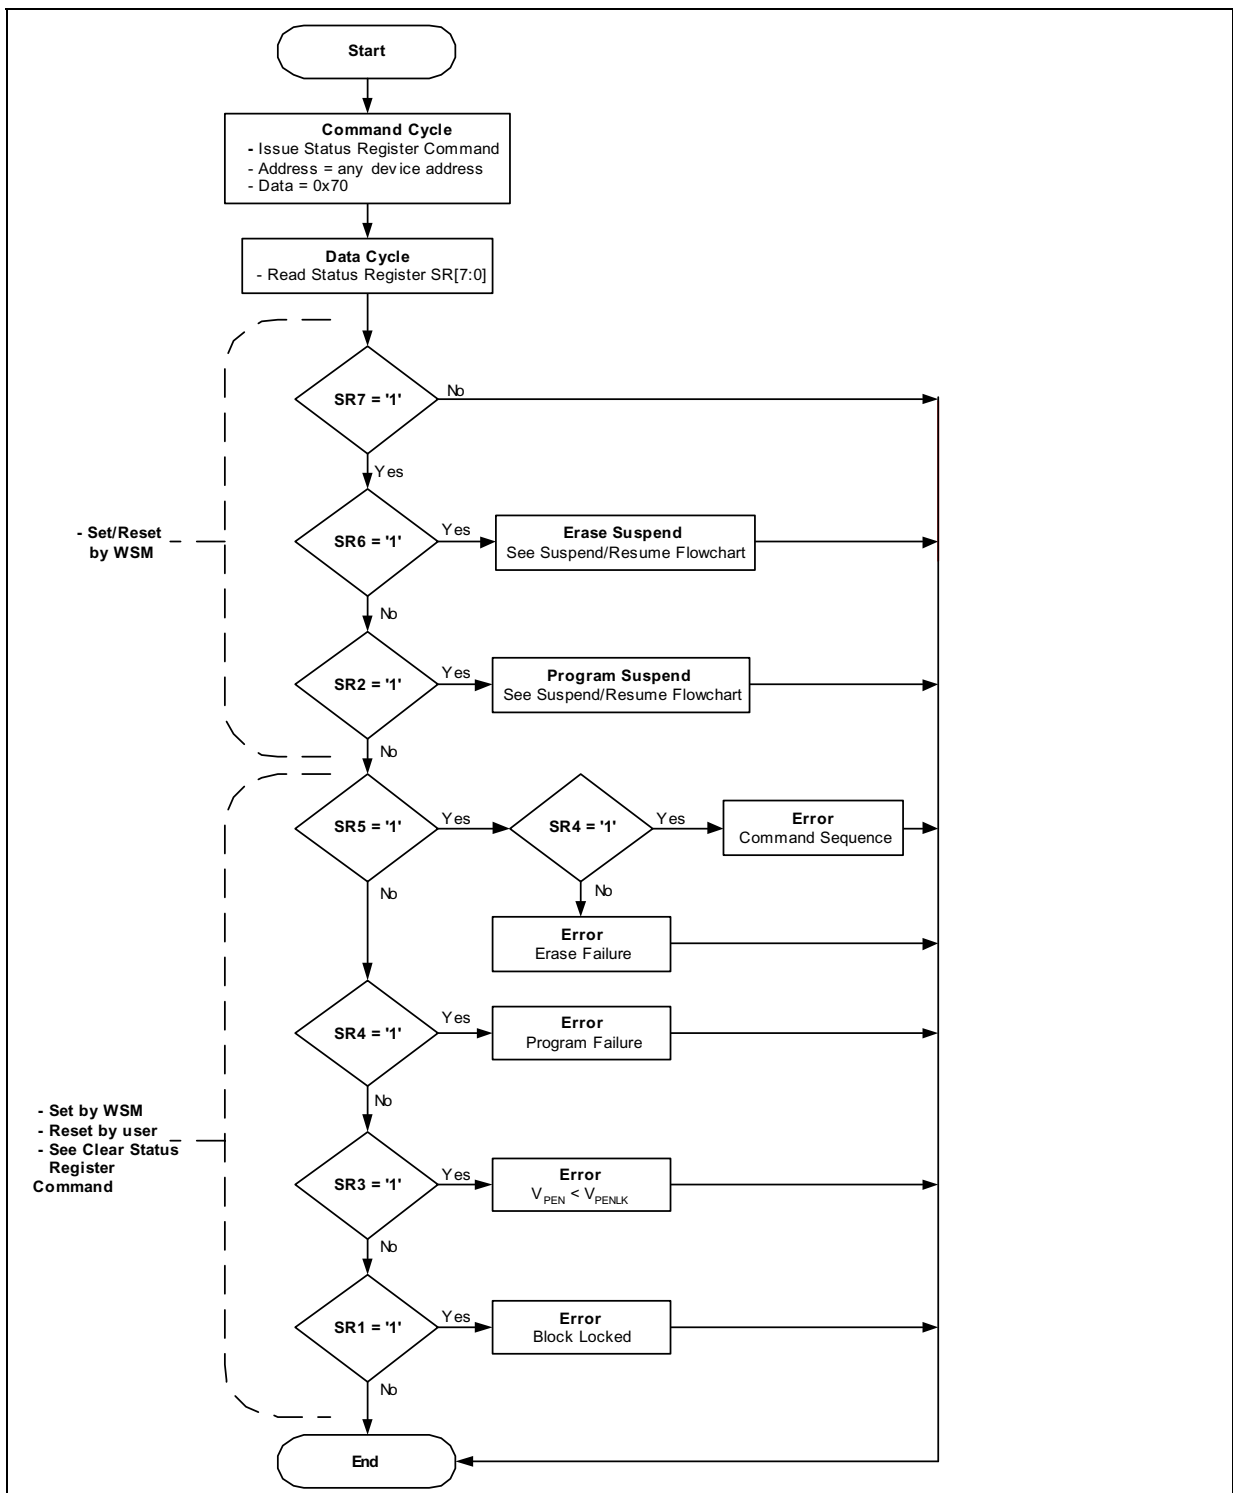 Start
Command Cycle
- Issue Status Register Command
- Address = any device address
- Data = 0x70
Data Cycle
- Read Status Register SR[7:0]
SR7 = '1'
No
Yes
- Set/Reset
by WSM
SR6 = '1'
Yes
Erase Suspend
See Suspend/Resume Flowchart
No
SR2 = '1'
Yes
Program Suspend
See Suspend/Resume Flowchart
No
SR5 = '1'
Yes
SR4 = '1'
Yes
Error
Command Sequence
No
No
Error
Erase Failure
SR4 = '1'
Yes
Error
Program Failure
No
- Set by WSM
- Reset by user
- See Clear Status
Register
Command
SR3 = '1'
Yes
Error
V PEN < V PENLK
No
SR1 = '1'
Yes
Error
Block Locked
No
End